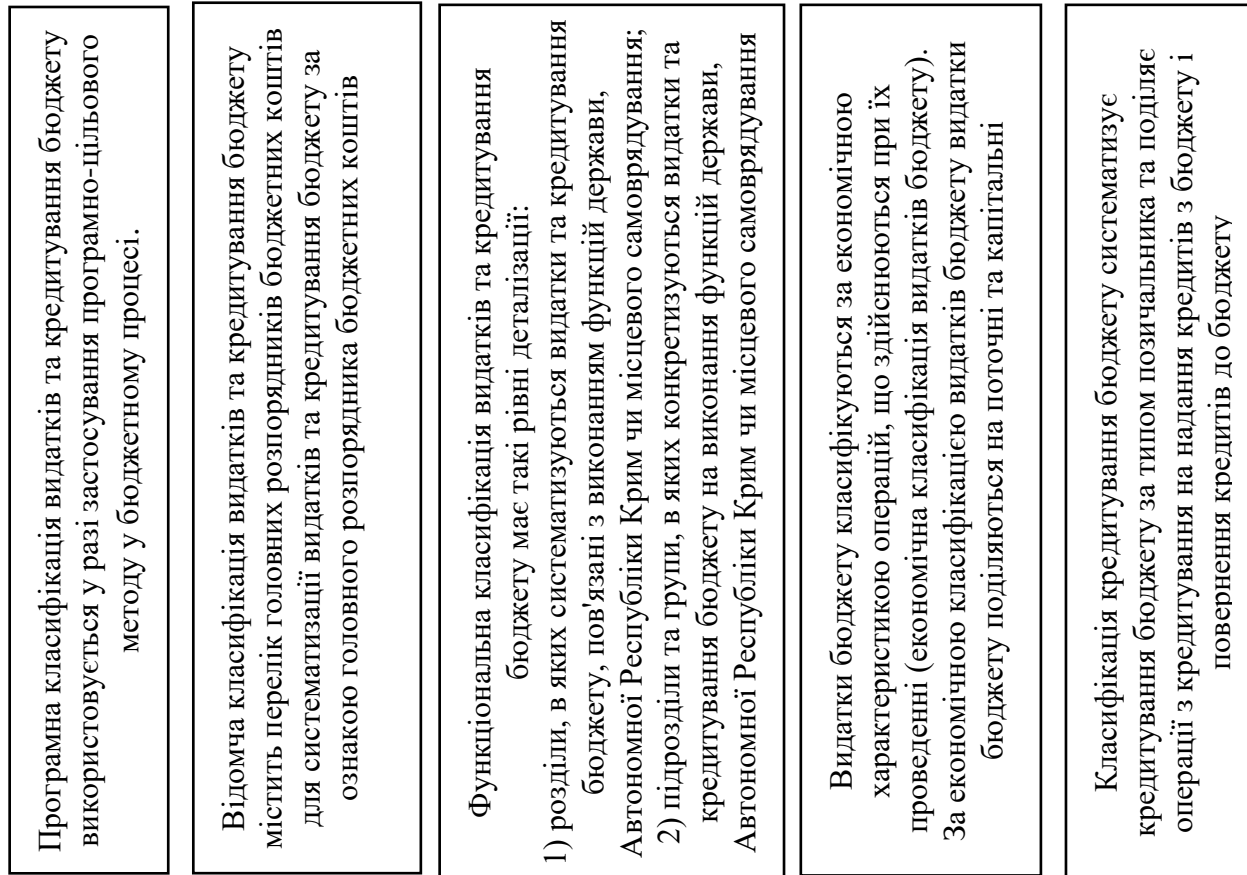 Програмна класифікація видатків та кредитування бюджету
використовується у разі застосування програмно-цільового
методу у бюджетному процесі.
Відомча класифікація видатків та кредитування бюджету
містить перелік головних розпорядників бюджетних коштів
для систематизації видатків та кредитування бюджету за
ознакою головного розпорядника бюджетних коштів
Функціональна класифікація видатків та кредитування
бюджету має такі рівні деталізації:
1) розділи, в яких систематизуються видатки та кредитування
бюджету, пов'язані з виконанням функцій держави,
Автономної Республіки Крим чи місцевого самоврядування;
2) підрозділи та групи, в яких конкретизуються видатки та
кредитування бюджету на виконання функцій держави,
Автономної Республіки Крим чи місцевого самоврядування
Видатки бюджету класифікуються за економічною
характеристикою операцій, що здійснюються при їх
проведенні (економічна класифікація видатків бюджету).
За економічною класифікацією видатків бюджету видатки
бюджету поділяються на поточні та капітальні
Класифікація кредитування бюджету систематизує
кредитування бюджету за типом позичальника та поділяє
операції з кредитування на надання кредитів з бюджету і
повернення кредитів до бюджету